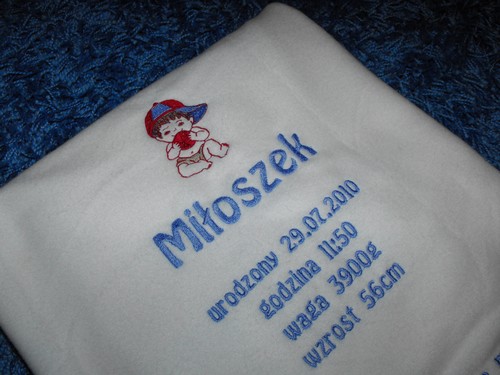 Miłoszek
urodzony 29.07.2010
godzina 11:50
waga 3900g
wzrost 56cm